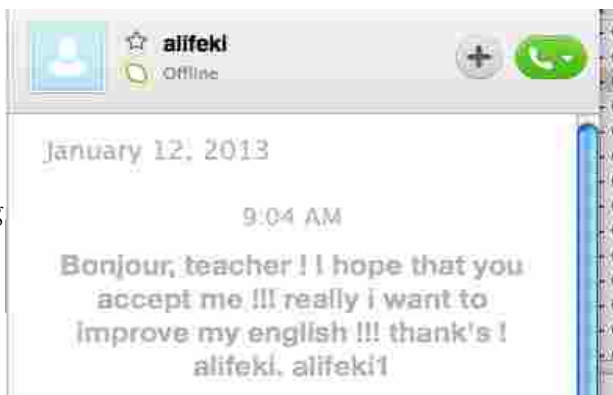 alifeki
Offline
January 12, 2013
9:04 AM
Bonjour, teacher ! I hope that you
accept me !!! really i want to
improve my english !!! thank's !
alifeki. alifeki1